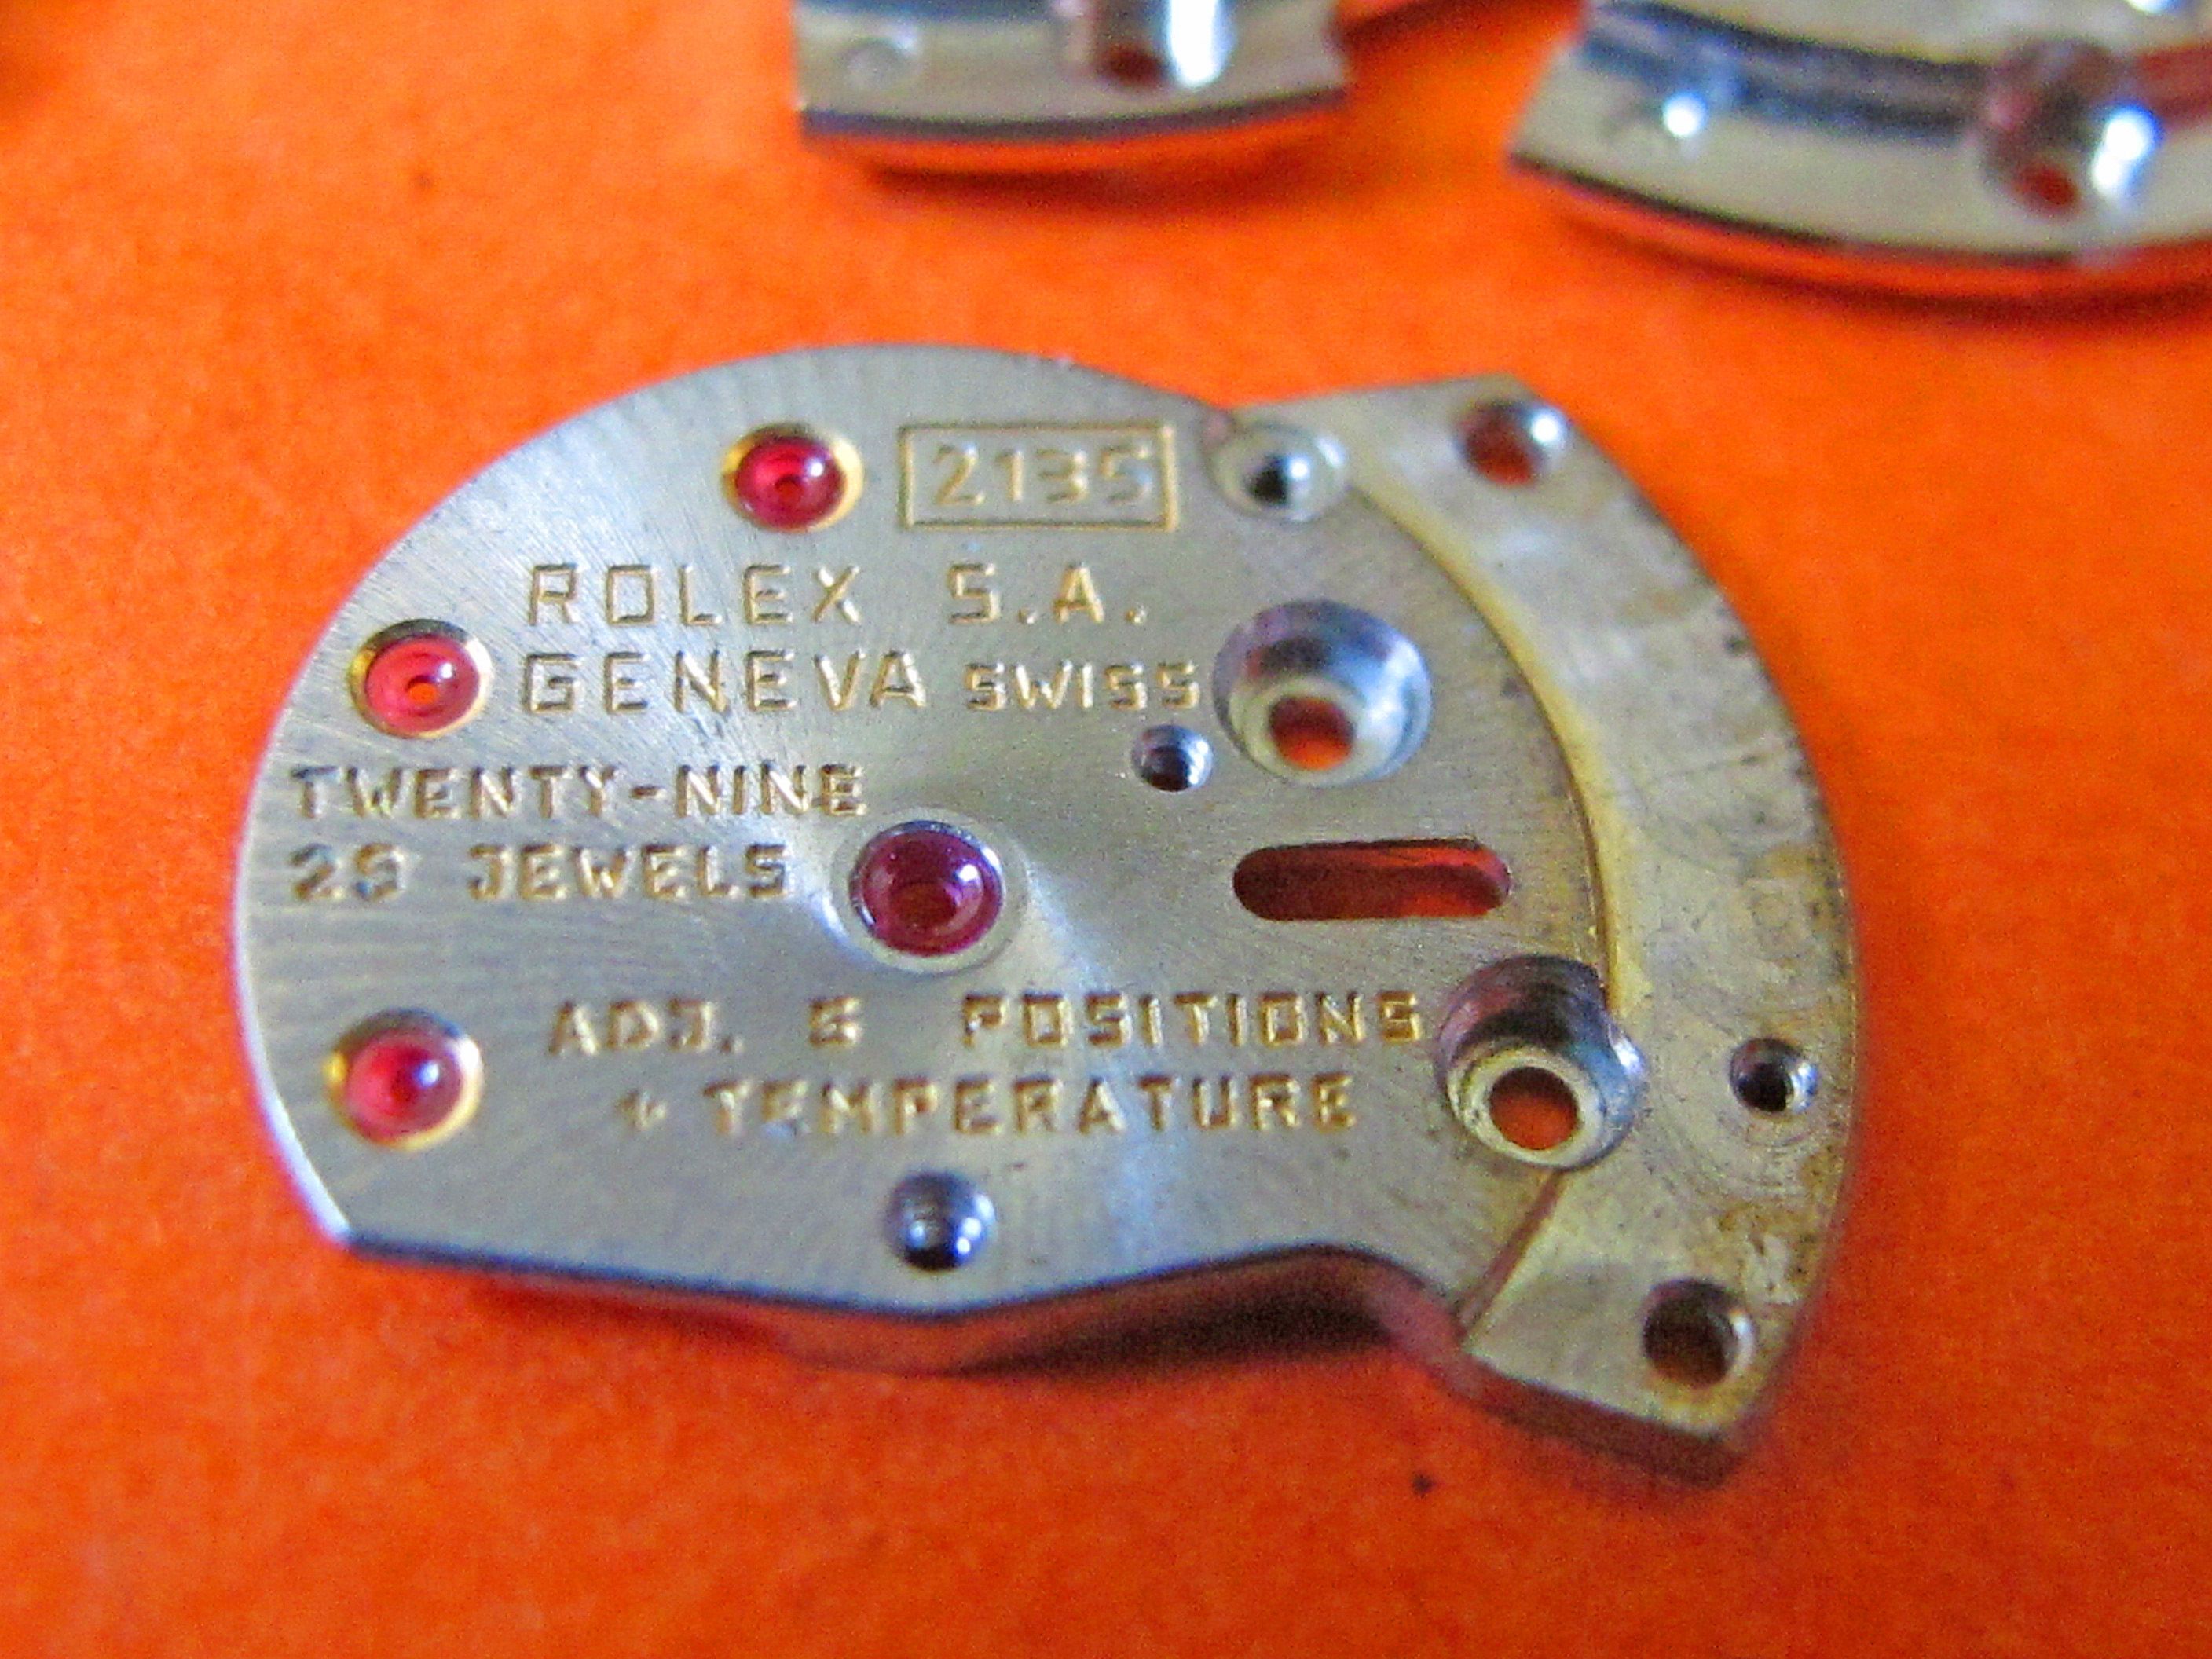 2135
ROLEX S.A.
GENEVA SWISS
TWENTY-NINE
29 JEWELS
ADJ. 5 POSITIONS
+ TEMPERATURE